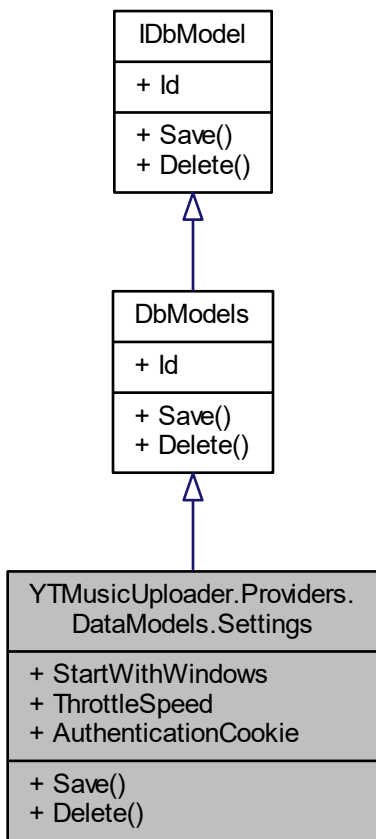 IDbModel
+ Id
+ Save()
+ Delete()
DbModels
+ Id
+ Save()
+ Delete()
YTMusicUploader.Providers.
DataModels.Settings
+ StartWithWindows
+ ThrottleSpeed
+ AuthenticationCookie
+ Save()
+ Delete()